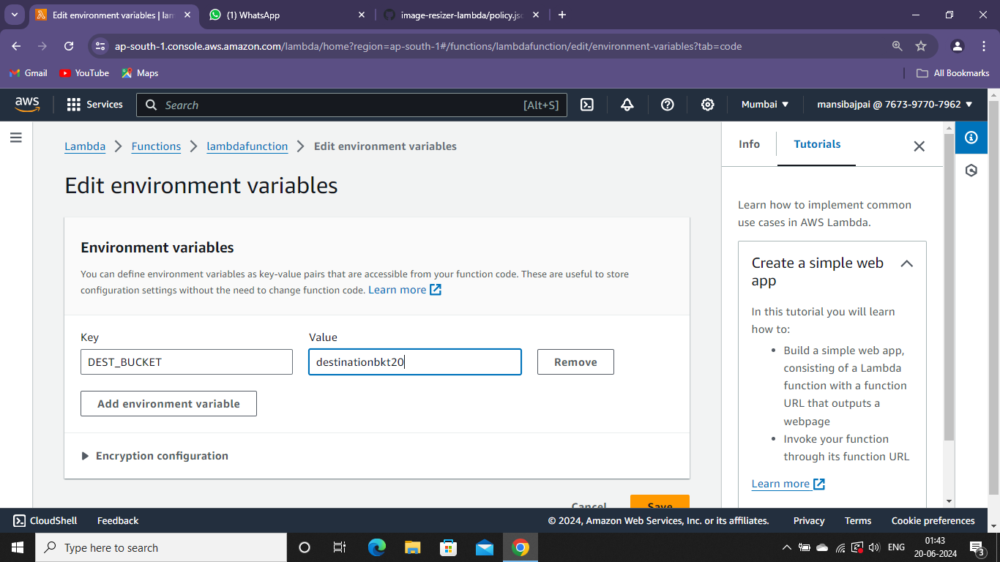 Edit environment variables | lam
(1) WhatsApp
image-resizer-lambda/policy.jso
ap-south-1.console.aws.amazon.com/lambda/home?region=ap-south-1#/functions/lambdafunction/edit/environment-variables?tab=code
Gmail
YouTube
Maps
All Bookmarks
aws
Services
Search
[Alt+S]
Mumbai
mansibajpai @ 7673-9770-7962
Lambda
Functions
lambdafunction
Edit environment variables
Edit environment variables
Environment variables
You can define environment variables as key-value pairs that are accessible from your function code. These are useful to store
configuration settings without the need to change function code. Learn more
Key
Value
DEST_BUCKET
destinationbkt20
Remove
Add environment variable
Encryption configuration
Cancel
Save
Info
Tutorials
Learn how to implement common
use cases in AWS Lambda.
Create a simple web
app
In this tutorial you will learn
how to:
• Build a simple web app,
consisting of a Lambda
function with a function
URL that outputs a
webpage
• Invoke your function
through its function URL
Learn more
CloudShell
Feedback
© 2024, Amazon Web Services, Inc. or its affiliates.
Privacy
Terms
Cookie preferences
Type here to search
ENG
01:43
20-06-2024
3